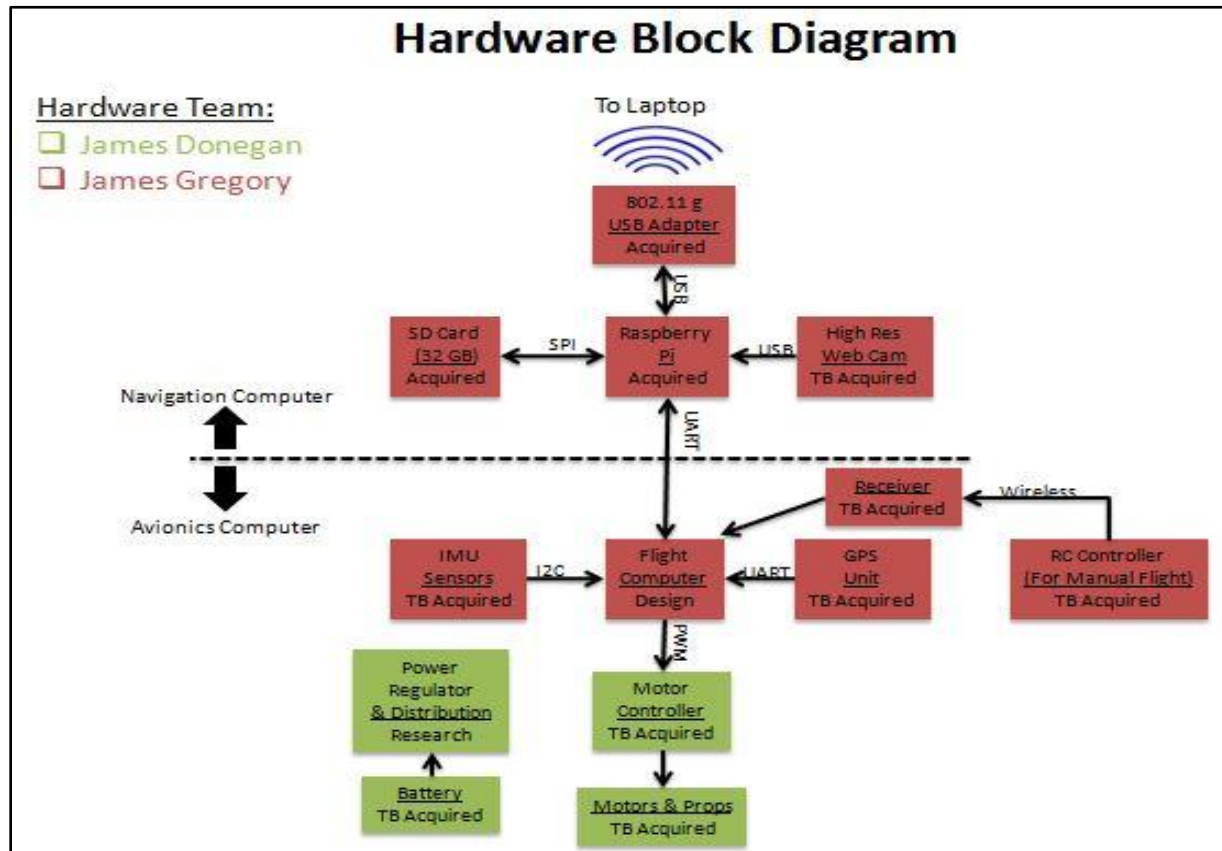 Hardware Block Diagram
Hardware Team:
James Donegan
James Gregory
To Laptop
802.11 g
USB Adapter
Acquired
USB
SD Card
(32 GB)
Acquired
SPI
Raspberry
Pi
Acquired
USB
High Res
Web Cam
TB Acquired
Navigation Computer
UART
Avionics Computer
Receiver
TB Acquired
Wireless
IMU
Sensors
TB Acquired
I2C
Flight
Computer
Design
UART
GPS
Unit
TB Acquired
RC Controller
(For Manual Flight)
TB Acquired
PWM
Power
Regulator
& Distribution
Research
Motor
Controller
TB Acquired
Battery
TB Acquired
Motors & Props
TB Acquired